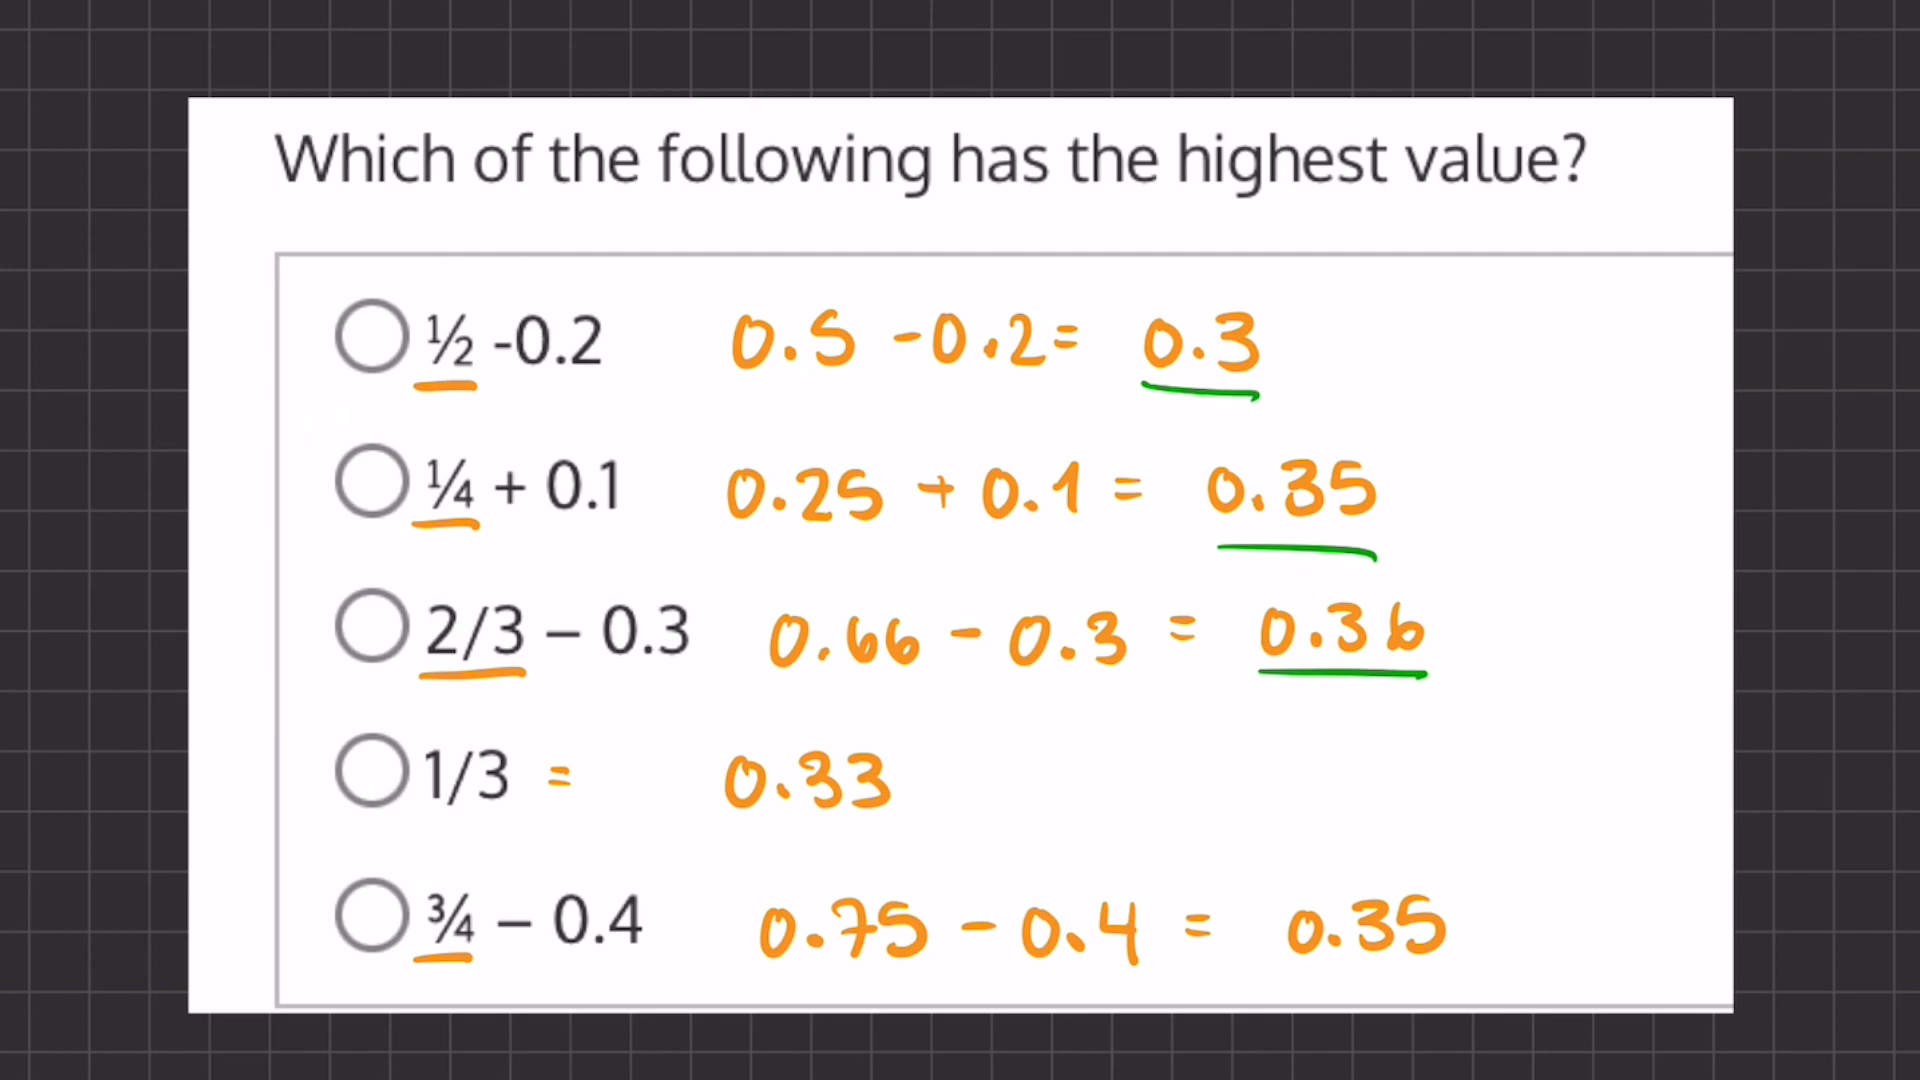 Which of the following has the highest value?
½ -0.2 0.5 -0.2= 0.3
¼ + 0.1 0.25 + 0.1 = 0.35
2/3 – 0.3 0.66 - 0.3 = 0.36
1/3 = 0.33
¾ – 0.4 0.75 - 0.4 = 0.35